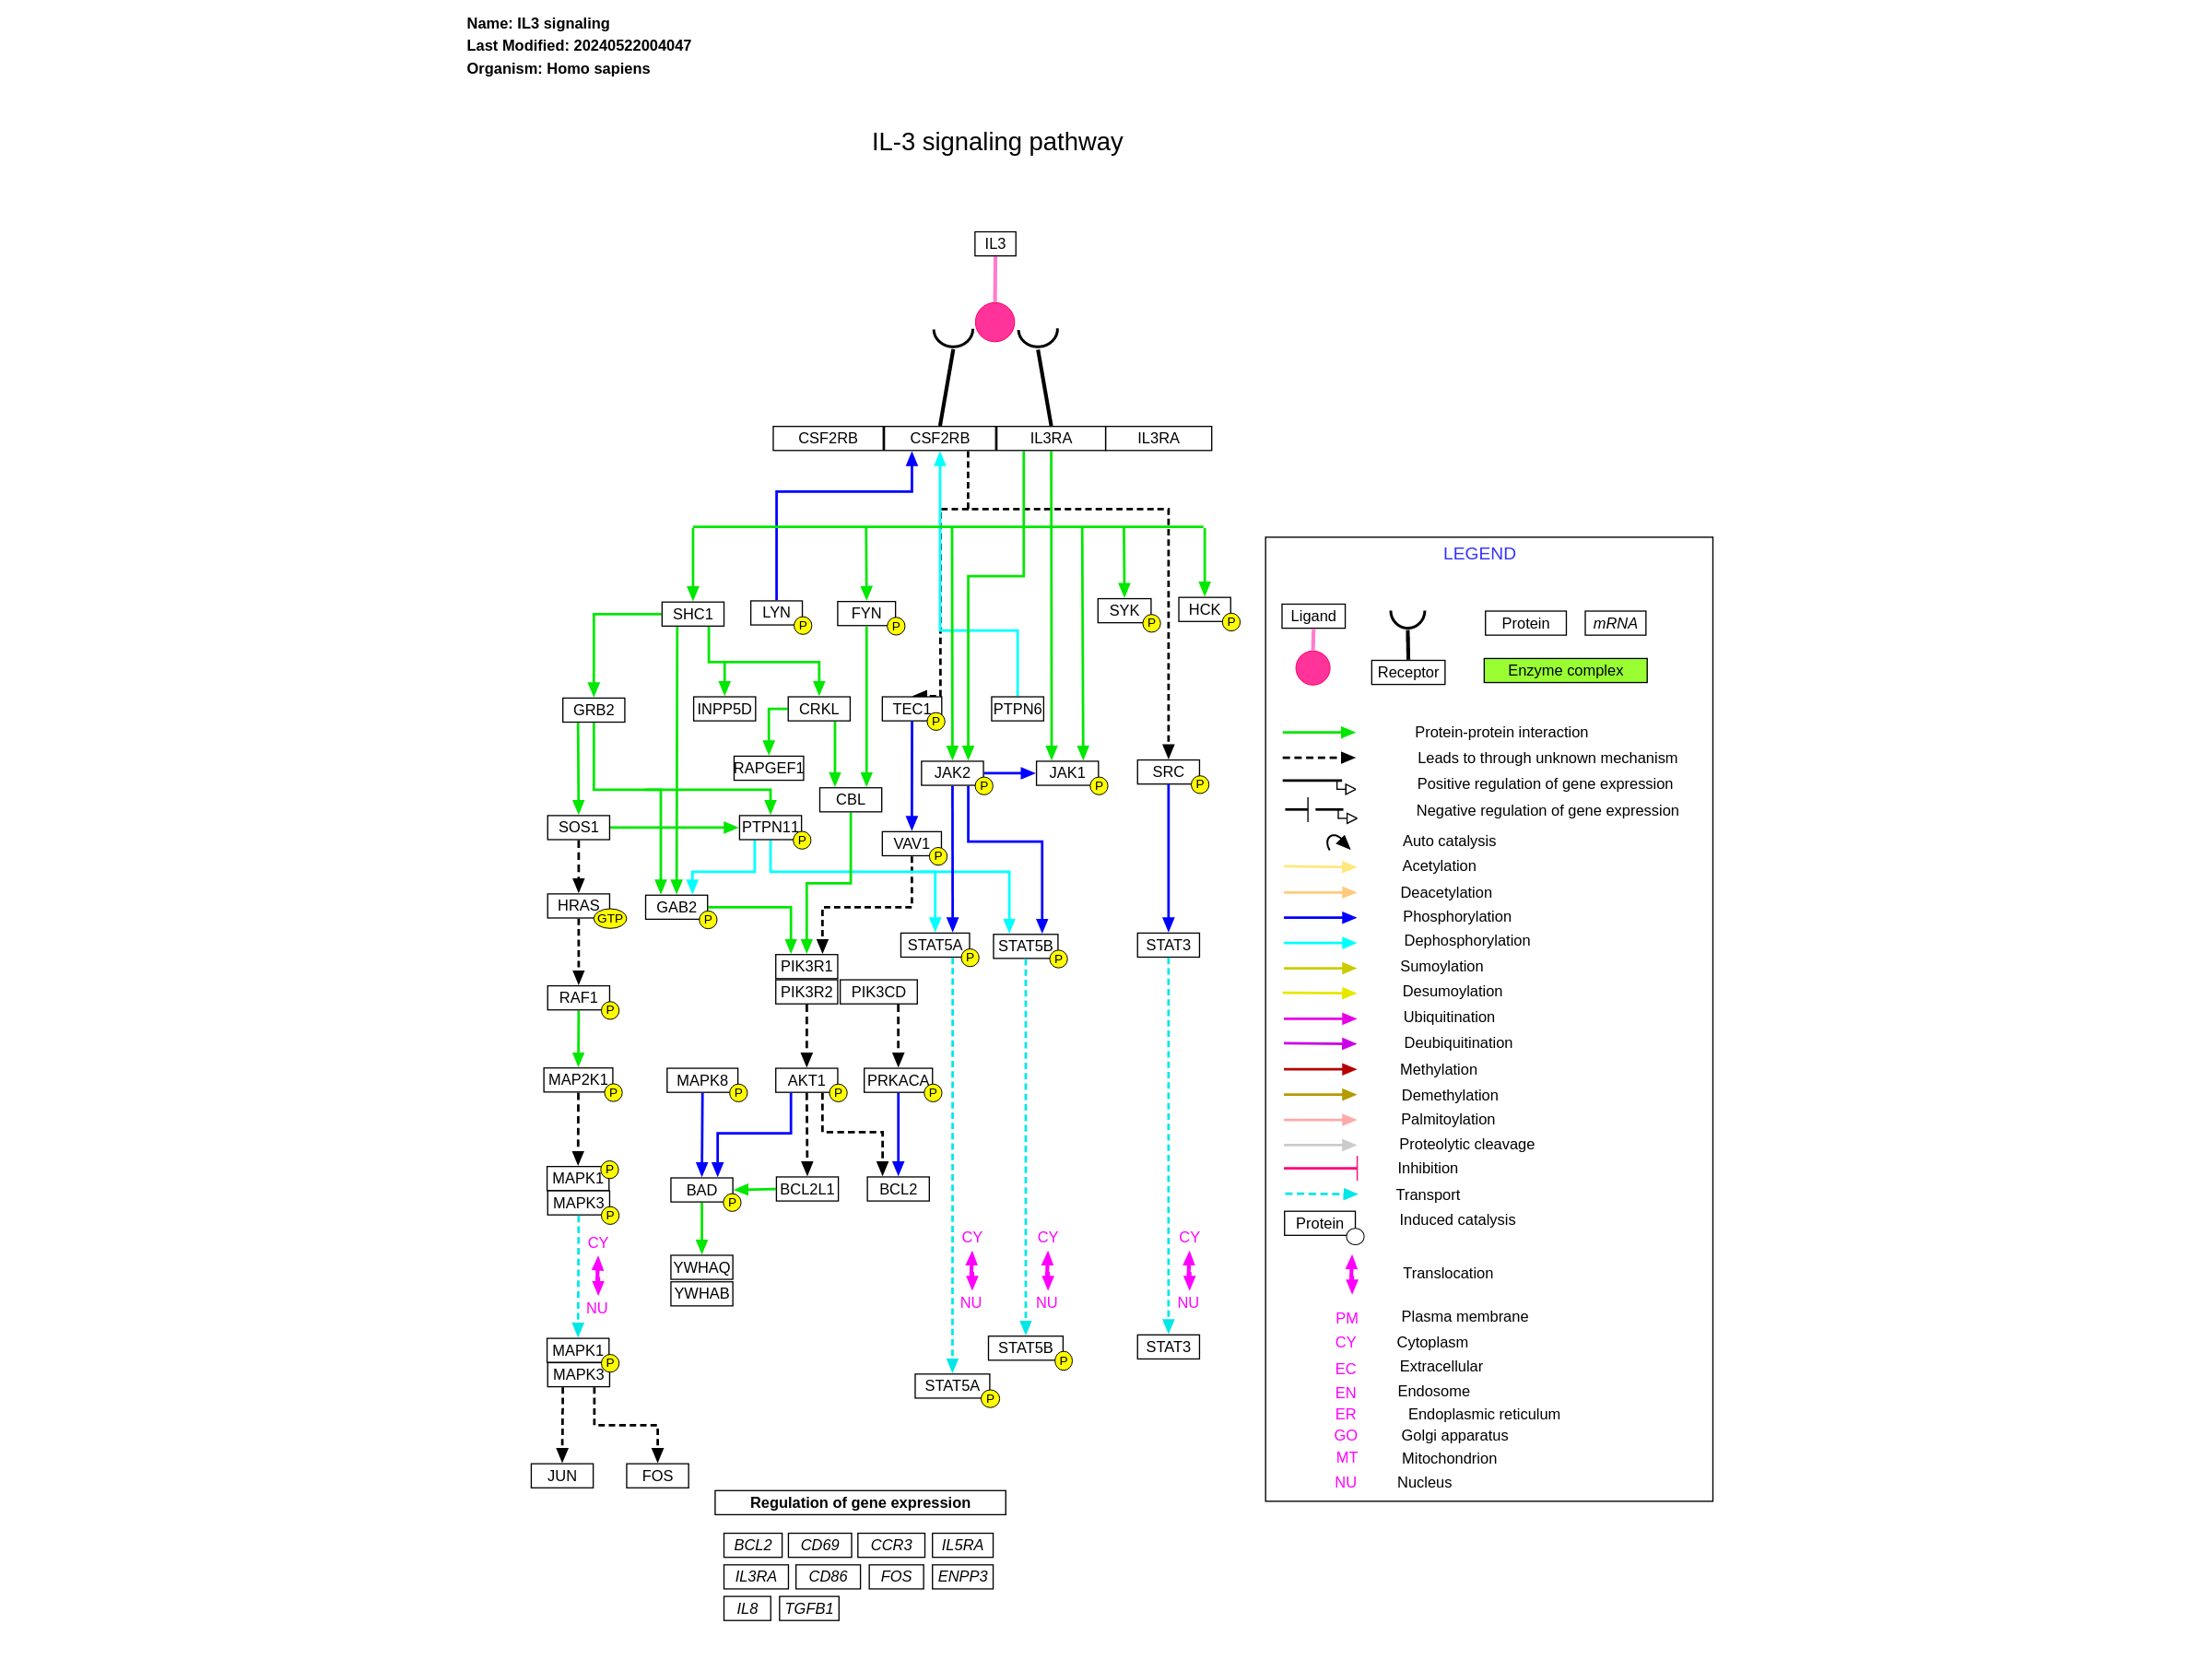 Name: IL3 signaling
Last Modified: 20240522004047
Organism: Homo sapiens
IL-3 signaling pathway
IL3
CSF2RB
CSF2RB
IL3RA
IL3RA
SHC1
LYN
P
FYN
P
SYK
P
HCK
P
GRB2
INPP5D
CRKL
TEC1
P
PTPN6
RAPGEF1
JAK2
P
JAK1
P
SRC
P
CBL
SOS1
PTPN11
P
VAV1
P
HRAS
GTP
GAB2
P
STAT5A
P
STAT5B
P
STAT3
PIK3R1
PIK3R2
PIK3CD
RAF1
P
MAP2K1
P
MAPK8
P
AKT1
P
PRKACA
P
MAPK1
P
MAPK3
P
BAD
P
BCL2L1
BCL2
CY
NU
CY
NU
CY
NU
CY
NU
YWHAQ
YWHAB
MAPK1
P
MAPK3
STAT5B
P
STAT3
STAT5A
P
JUN
FOS
Regulation of gene expression
BCL2
CD69
CCR3
IL5RA
IL3RA
CD86
FOS
ENPP3
IL8
TGFB1
LEGEND
Ligand
Receptor
Protein
mRNA
Enzyme complex
Protein-protein interaction
Leads to through unknown mechanism
Positive regulation of gene expression
Negative regulation of gene expression
Auto catalysis
Acetylation
Deacetylation
Phosphorylation
Dephosphorylation
Sumoylation
Desumoylation
Ubiquitination
Deubiquitination
Methylation
Demethylation
Palmitoylation
Proteolytic cleavage
Inhibition
Transport
Protein
Induced catalysis
Translocation
PM Plasma membrane
CY Cytoplasm
EC Extracellular
EN Endosome
ER Endoplasmic reticulum
GO Golgi apparatus
MT Mitochondrion
NU Nucleus